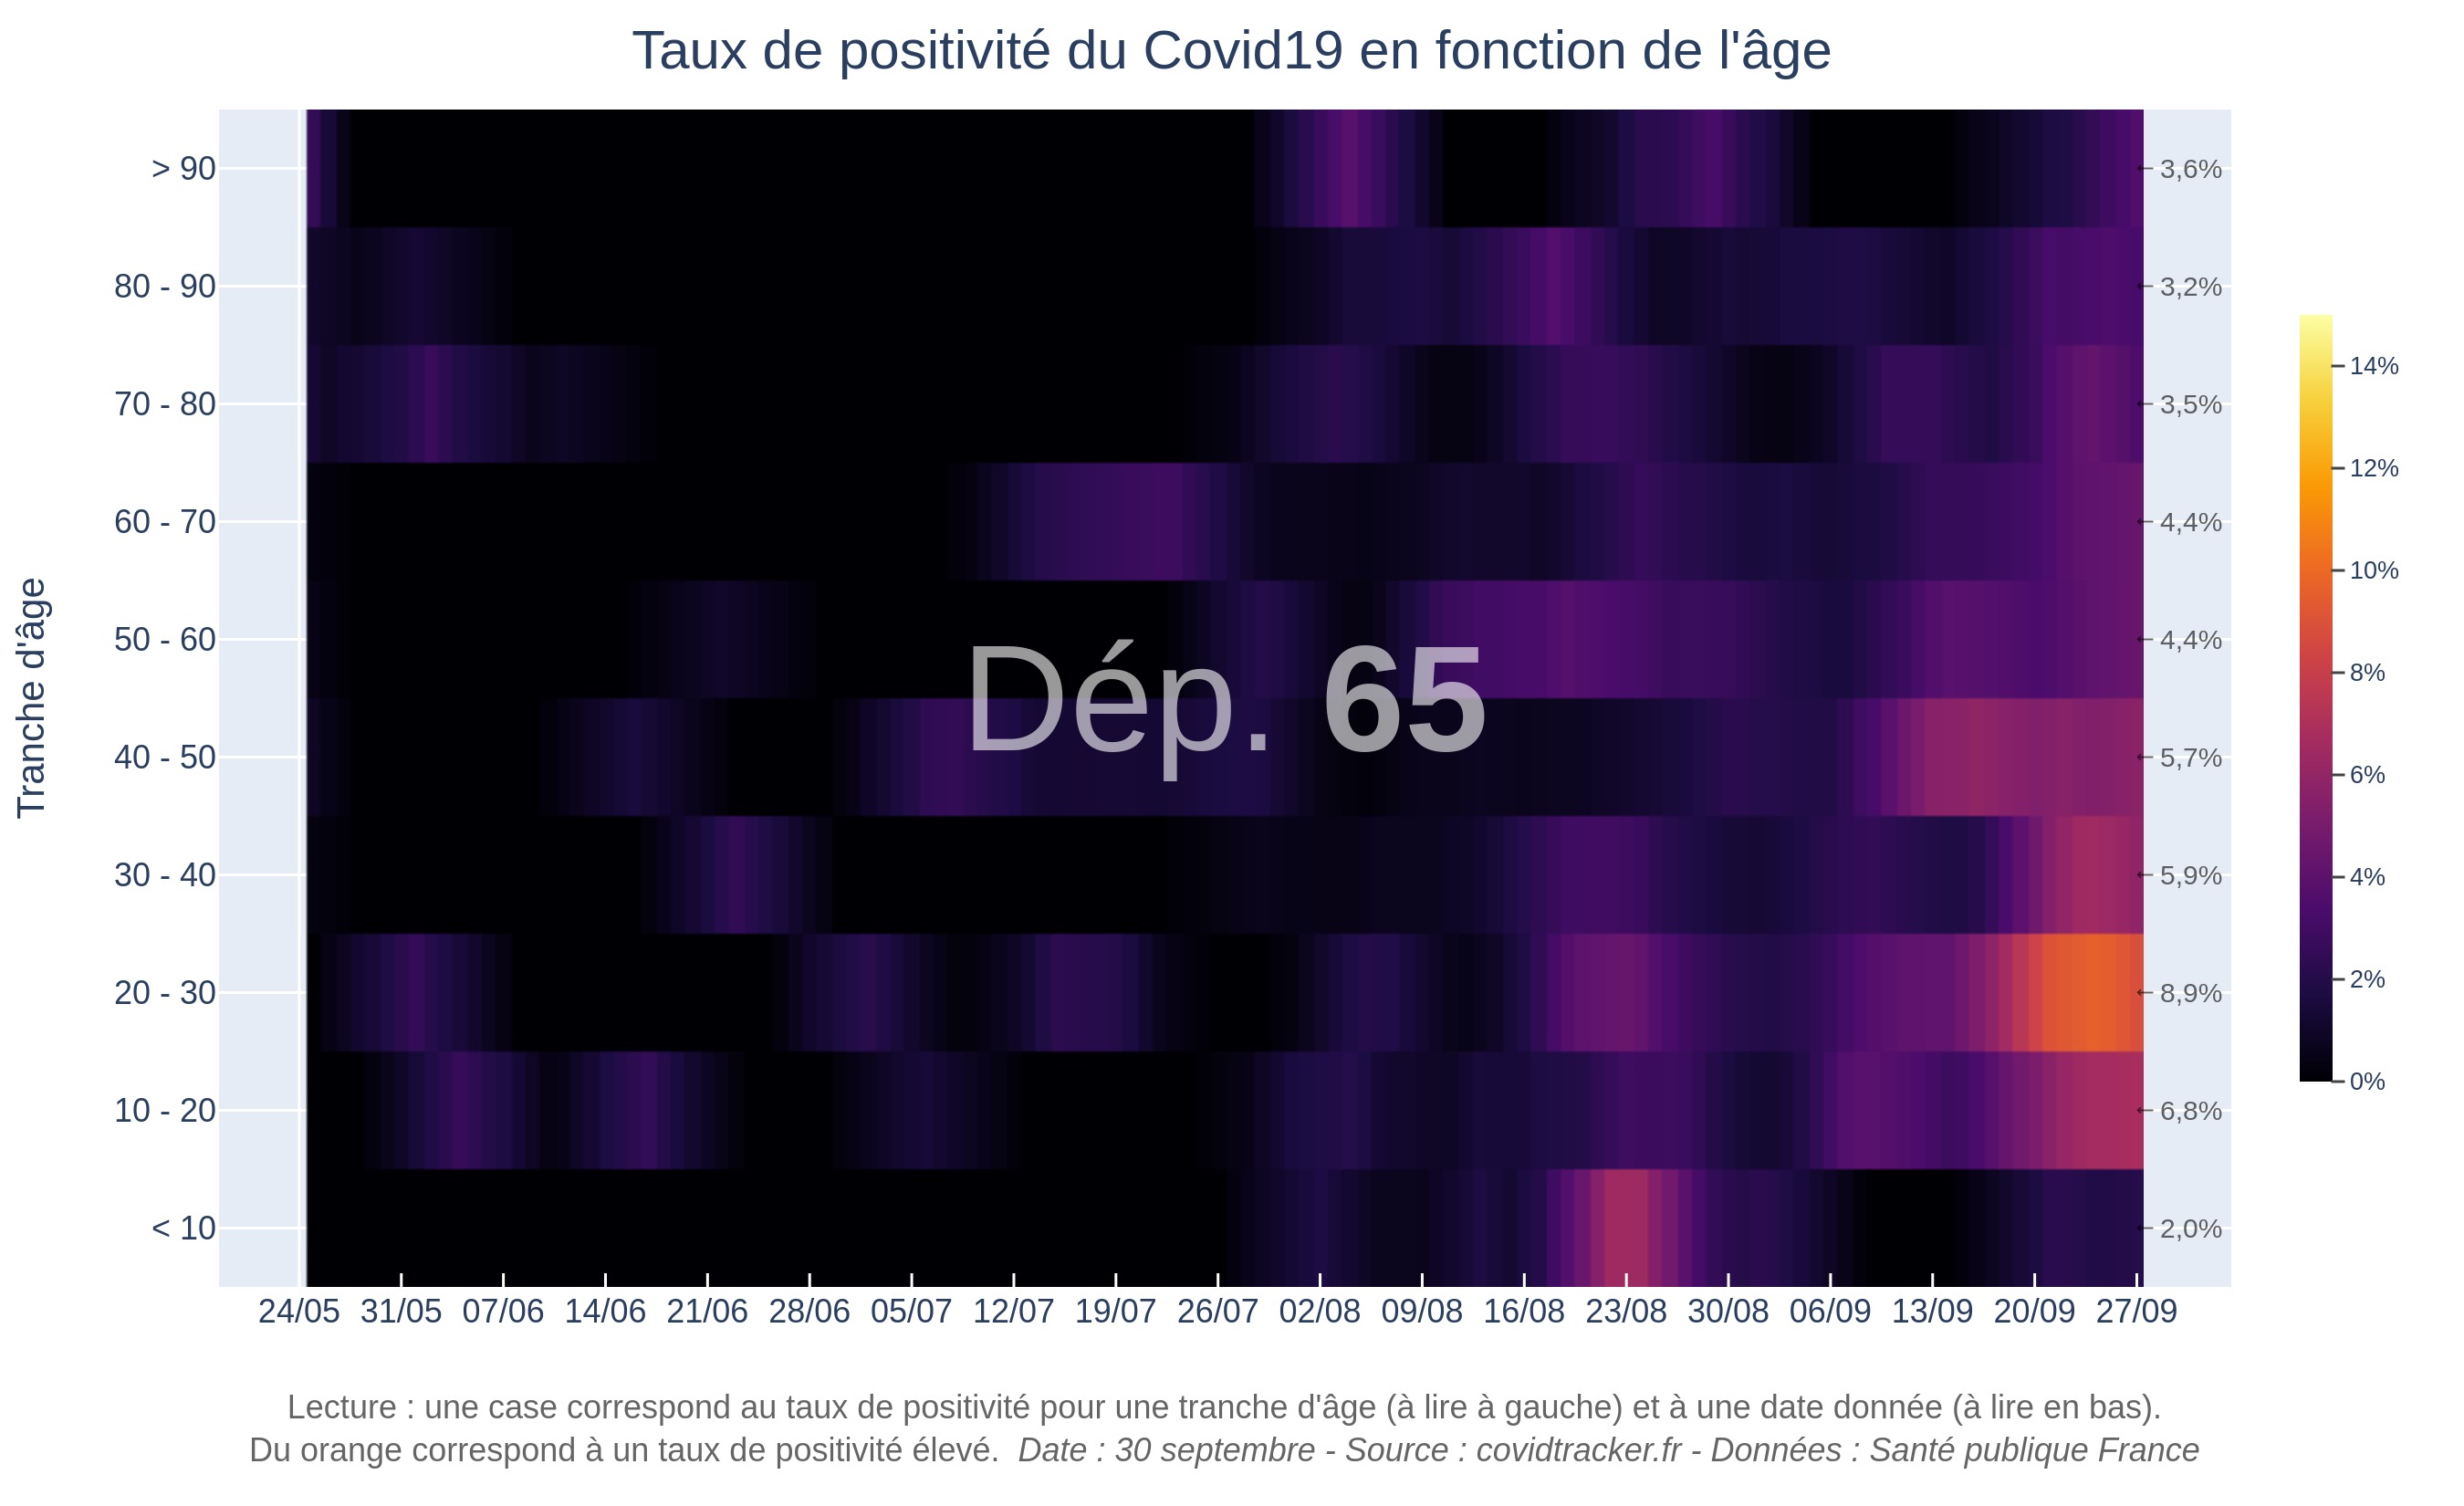 Taux de positivité du Covid19 en fonction de l'âge
Tranche d'âge
> 90
80 - 90
70 - 80
60 - 70
50 - 60
40 - 50
30 - 40
20 - 30
10 - 20
< 10
Dép. 65
3,6%
3,2%
3,5%
4,4%
4,4%
5,7%
5,9%
8,9%
6,8%
2,0%
14%
12%
10%
8%
6%
4%
2%
0%
24/05 31/05 07/06 14/06 21/06 28/06 05/07 12/07 19/07 26/07 02/08 09/08 16/08 23/08 30/08 06/09 13/09 20/09 27/09
Lecture : une case correspond au taux de positivité pour une tranche d'âge (à lire à gauche) et à une date donnée (à lire en bas).
Du orange correspond à un taux de positivité élevé. Date : 30 septembre - Source : covidtracker.fr - Données : Santé publique France